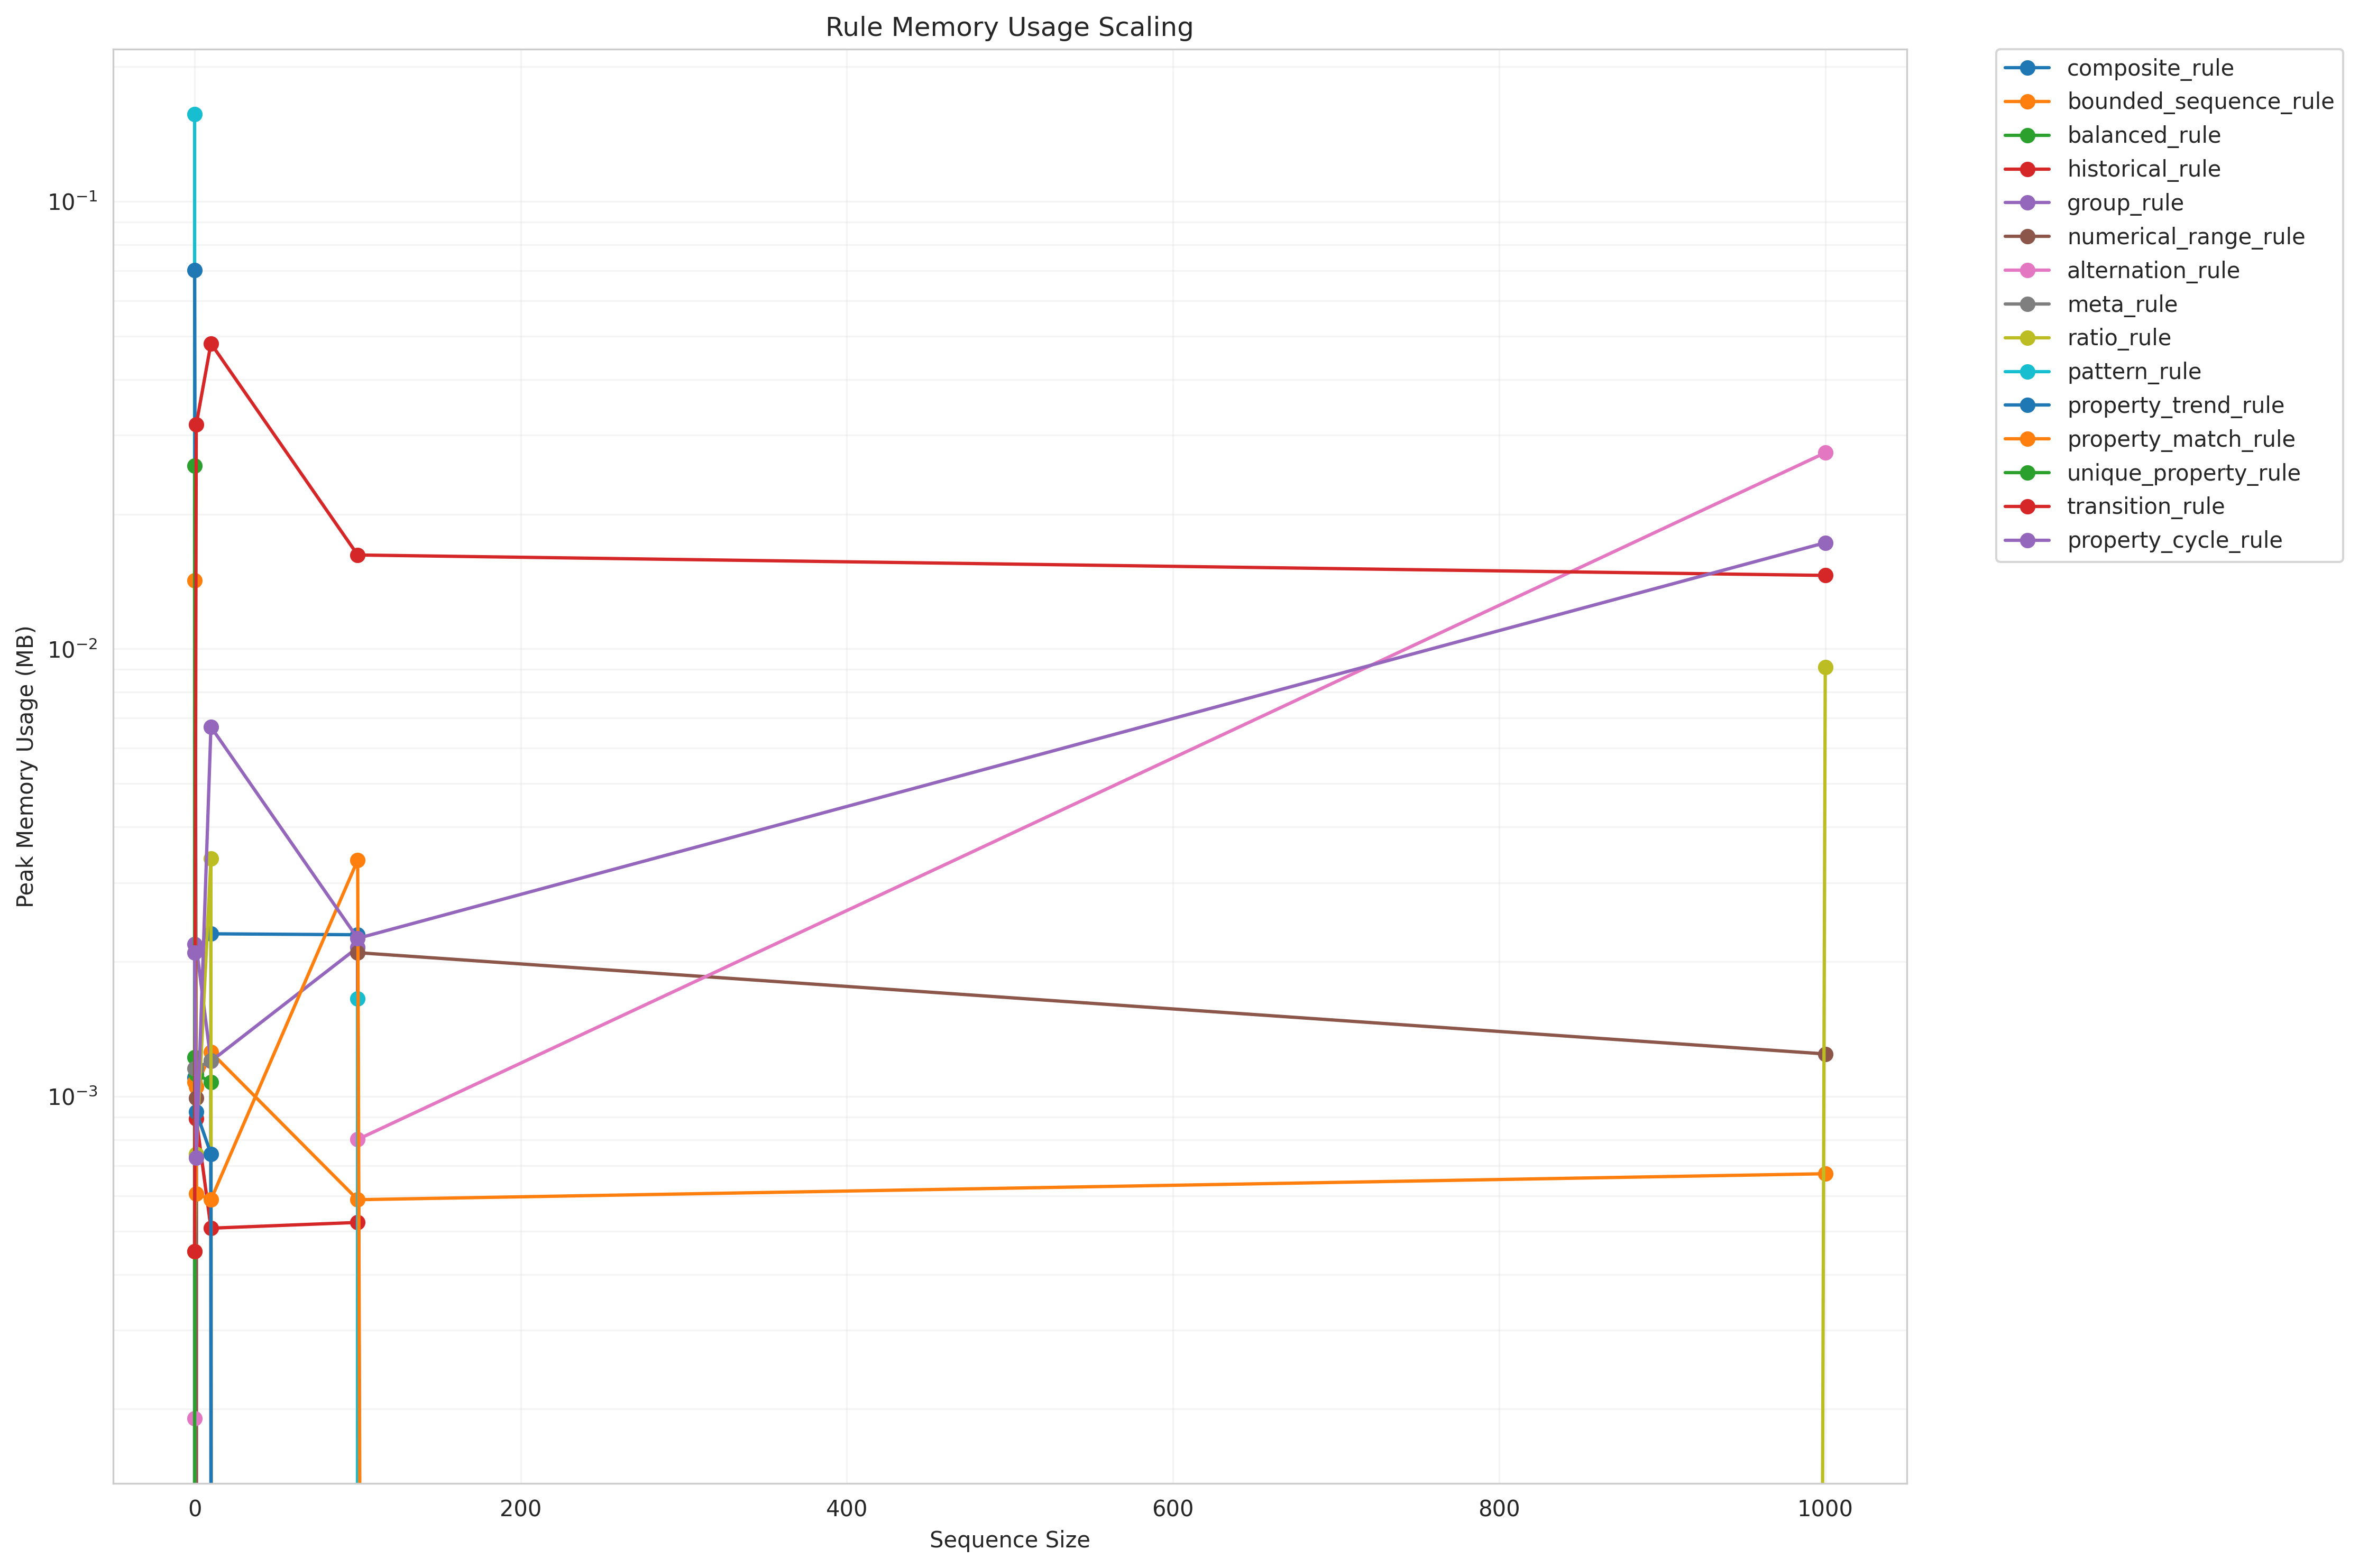 Rule Memory Usage Scaling
Peak Memory Usage (MB)
10⁻¹
10⁻²
10⁻³
0 200 400 600 800 1000
Sequence Size
composite_rule
bounded_sequence_rule
balanced_rule
historical_rule
group_rule
numerical_range_rule
alternation_rule
meta_rule
ratio_rule
pattern_rule
property_trend_rule
property_match_rule
unique_property_rule
transition_rule
property_cycle_rule